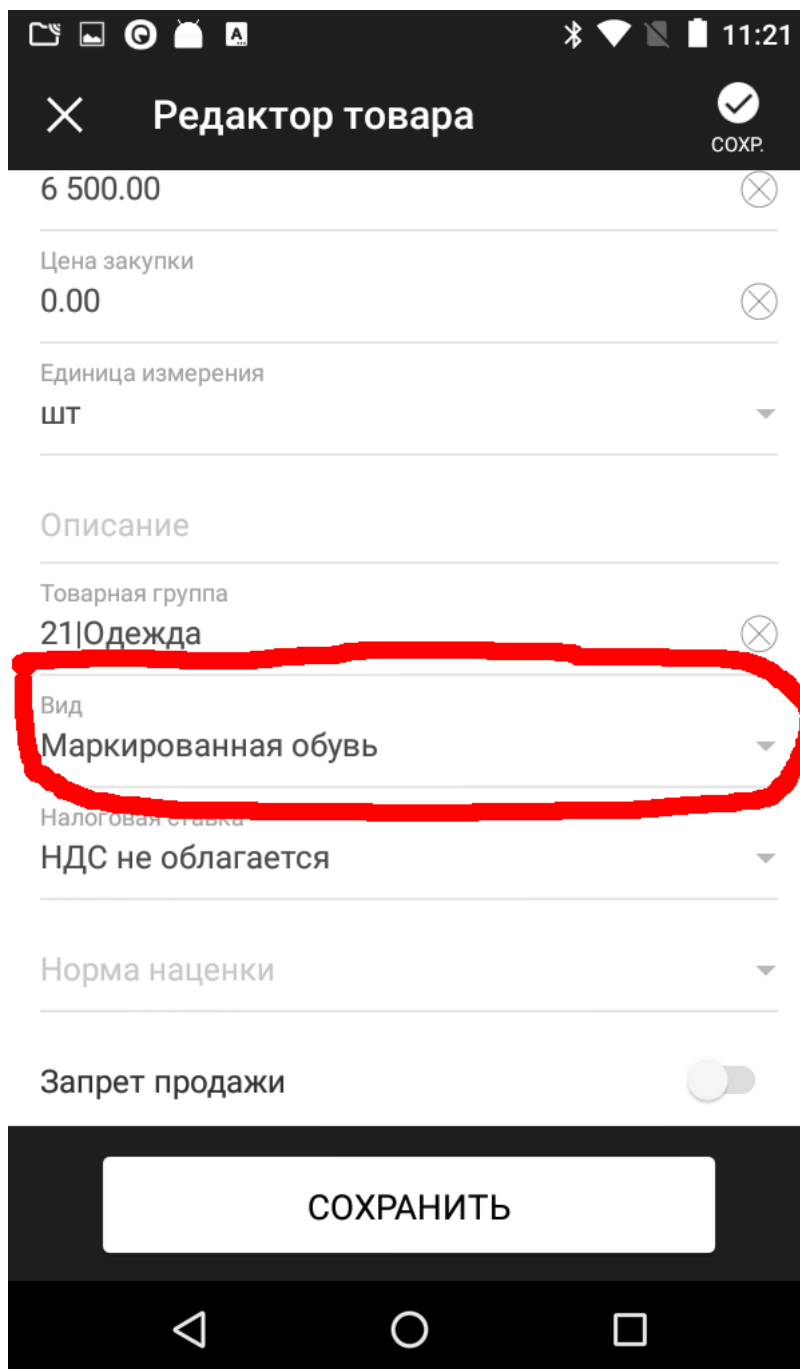 11:21
Редактор товара
СОХР.
6 500.00
Цена закупки
0.00
Единица измерения
шт
Описание
Товарная группа
21|Одежда
Вид
Маркированная обувь
Налоговая ставка
НДС не облагается
Норма наценки
Запрет продажи
СОХРАНИТЬ